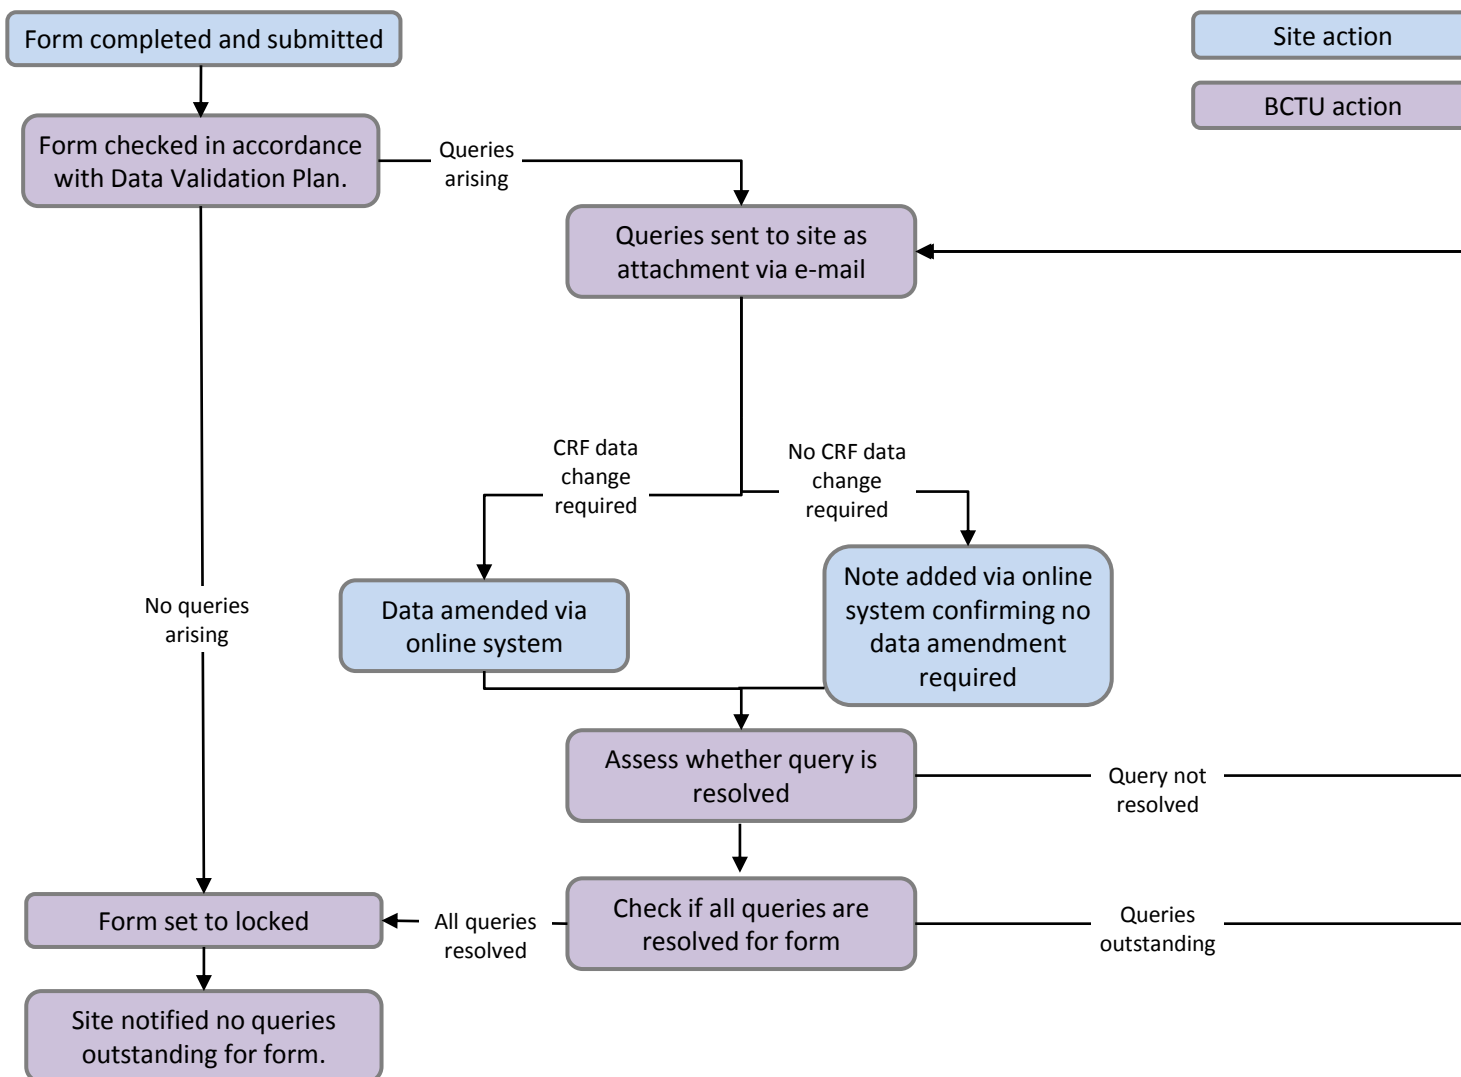 Form completed and submitted
Site action
BCTU action
Form checked in accordance
with Data Validation Plan.
Queries
arising
Queries sent to site as
attachment via e-mail
CRF data
change
required
No CRF data
change
required
No queries
arising
Data amended via
online system
Note added via online
system confirming no
data amendment
required
Assess whether query is
resolved
Query not
resolved
Form set to locked
All queries
resolved
Check if all queries are
resolved for form
Queries
outstanding
Site notified no queries
outstanding for form.